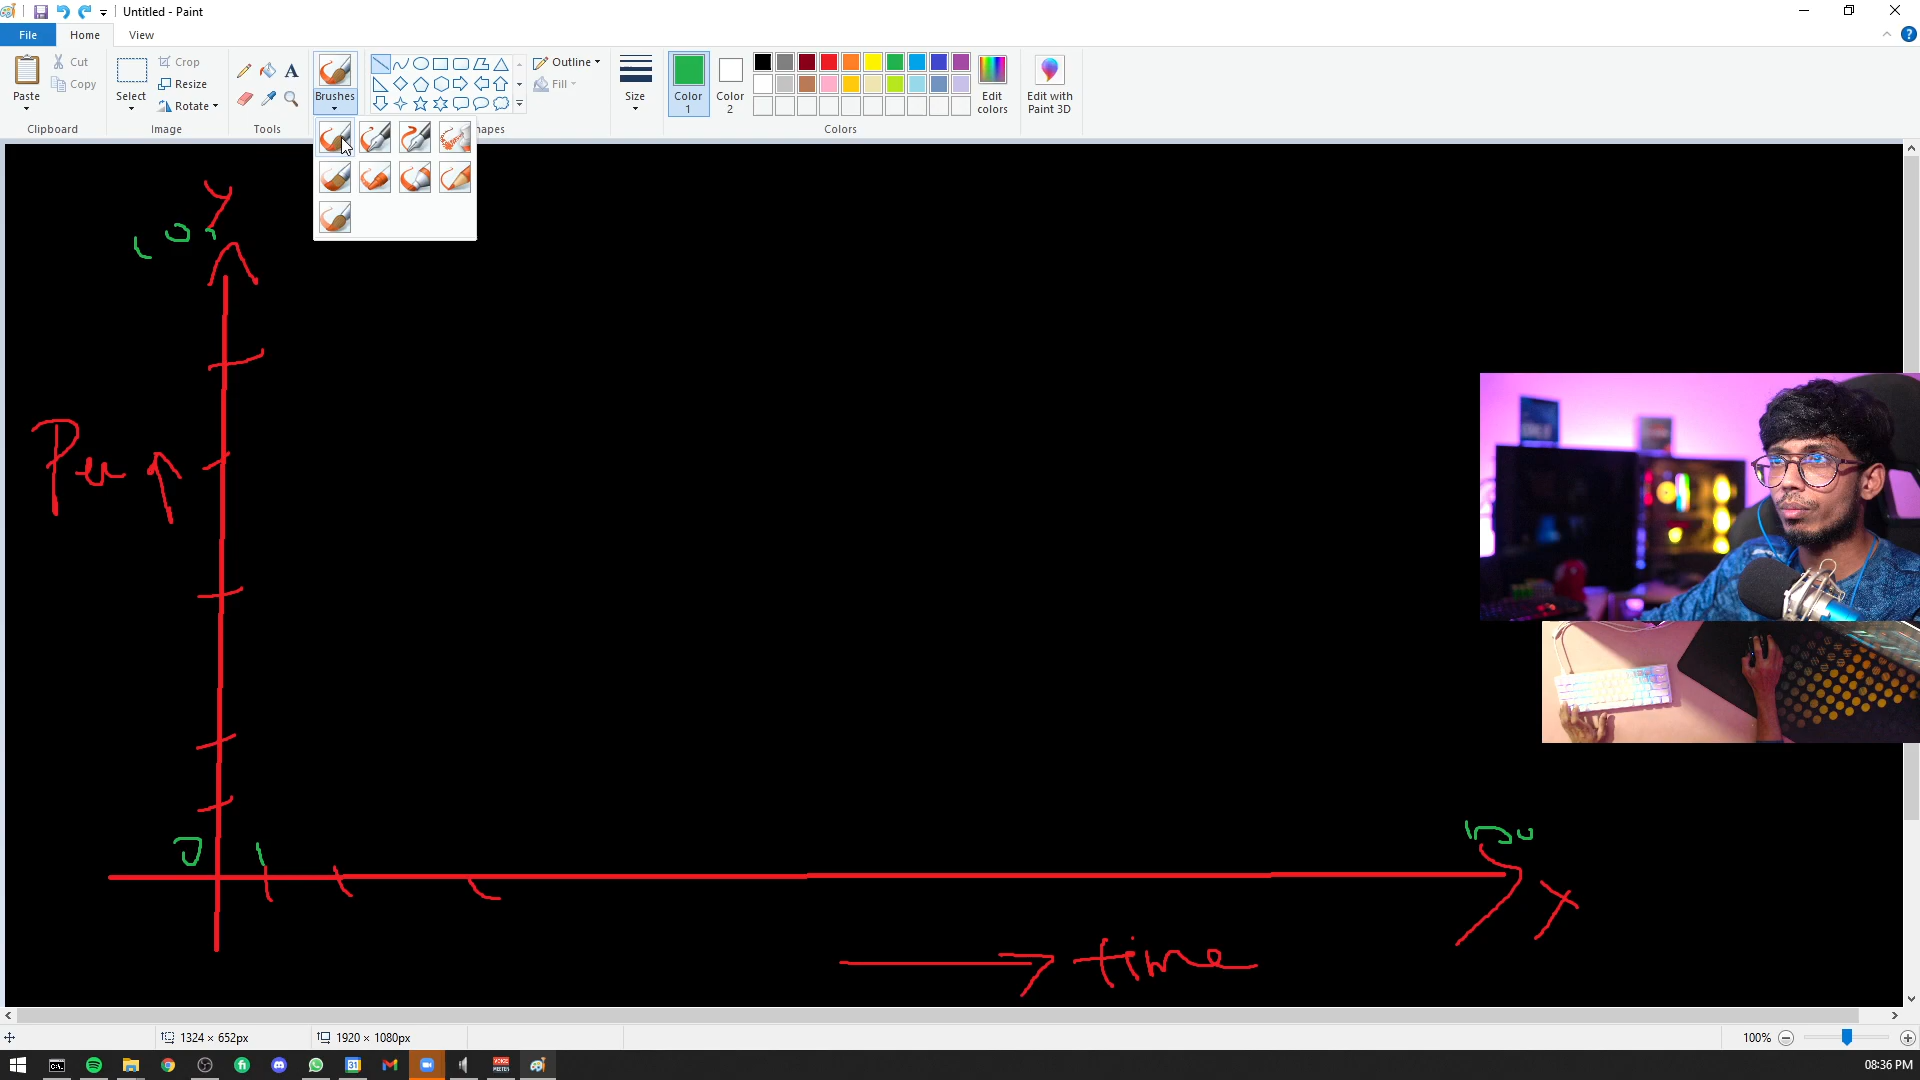 Untitled - Paint
File Home View
Paste
Cut
Copy
Clipboard
Select
Crop
Resize
Rotate
Image
Tools
Brushes
Outline
Fill
hapes
Size
Color 1
Color 2
Colors
Edit colors
Edit with Paint 3D
Y
Per
0
time
X
1324 × 652px
1920 × 1080px
100%
08:36 PM